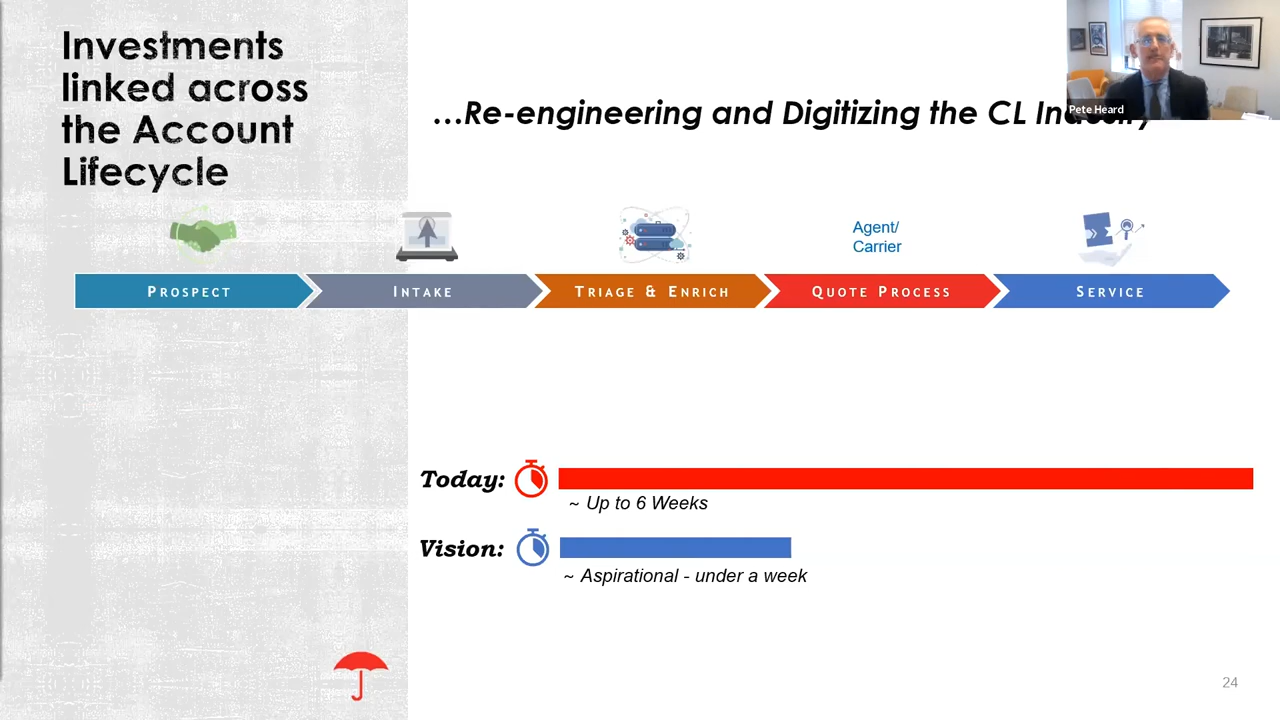 Investments
linked across
the Account
Lifecycle
...Re-engineering and Digitizing the CL
Pete Heard
Agent/
Carrier
PROSPECT
INTAKE
TRIAGE & ENRICH
QUOTE PROCESS
SERVICE
Today:
~ Up to 6 Weeks
Vision:
~ Aspirational - under a week
24